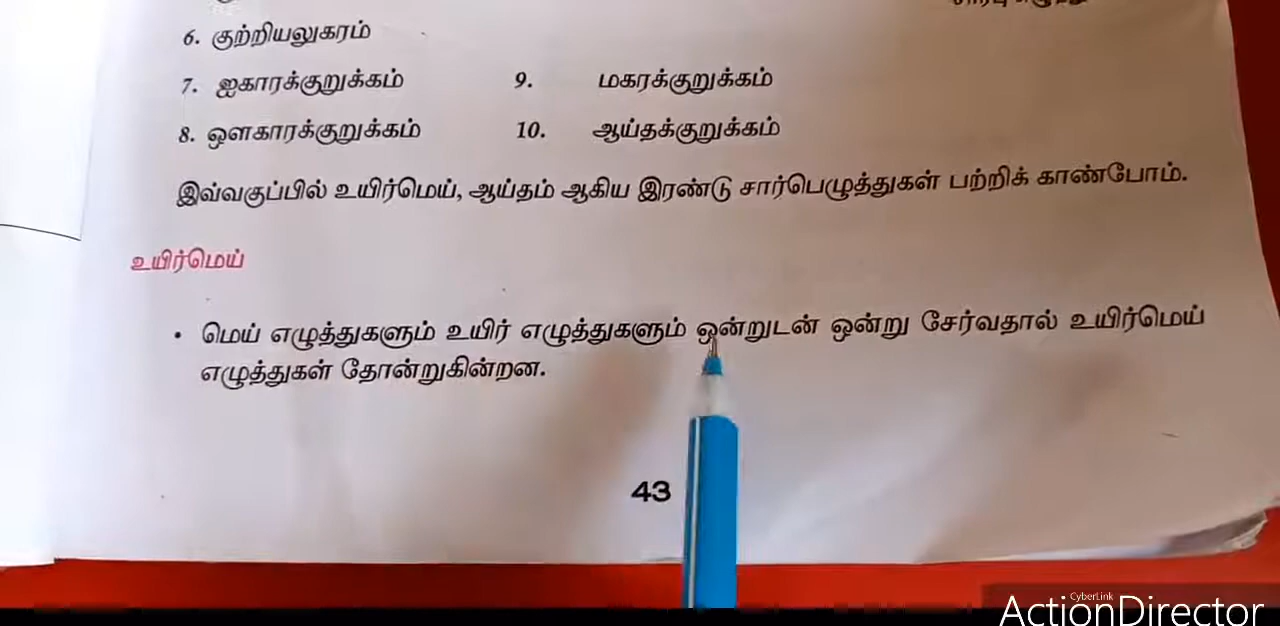 6. குற்றியலுகரம்
7. ஐகாரக்குறுக்கம் 9. மகரக்குறுக்கம்
8. ஔகாரக்குறுக்கம் 10. ஆய்தக்குறுக்கம்
இவ்வகுப்பில் உயிர்மெய், ஆய்தம் ஆகிய இரண்டு சார்பெழுத்துகள் பற்றிக் காண்போம்.
உயிர்மெய்
• மெய் எழுத்துகளும் உயிர் எழுத்துகளும் ஒன்றுடன் ஒன்று சேர்வதால் உயிர்மெய்
எழுத்துகள் தோன்றுகின்றன.
43
CyberLink
ActionDirector